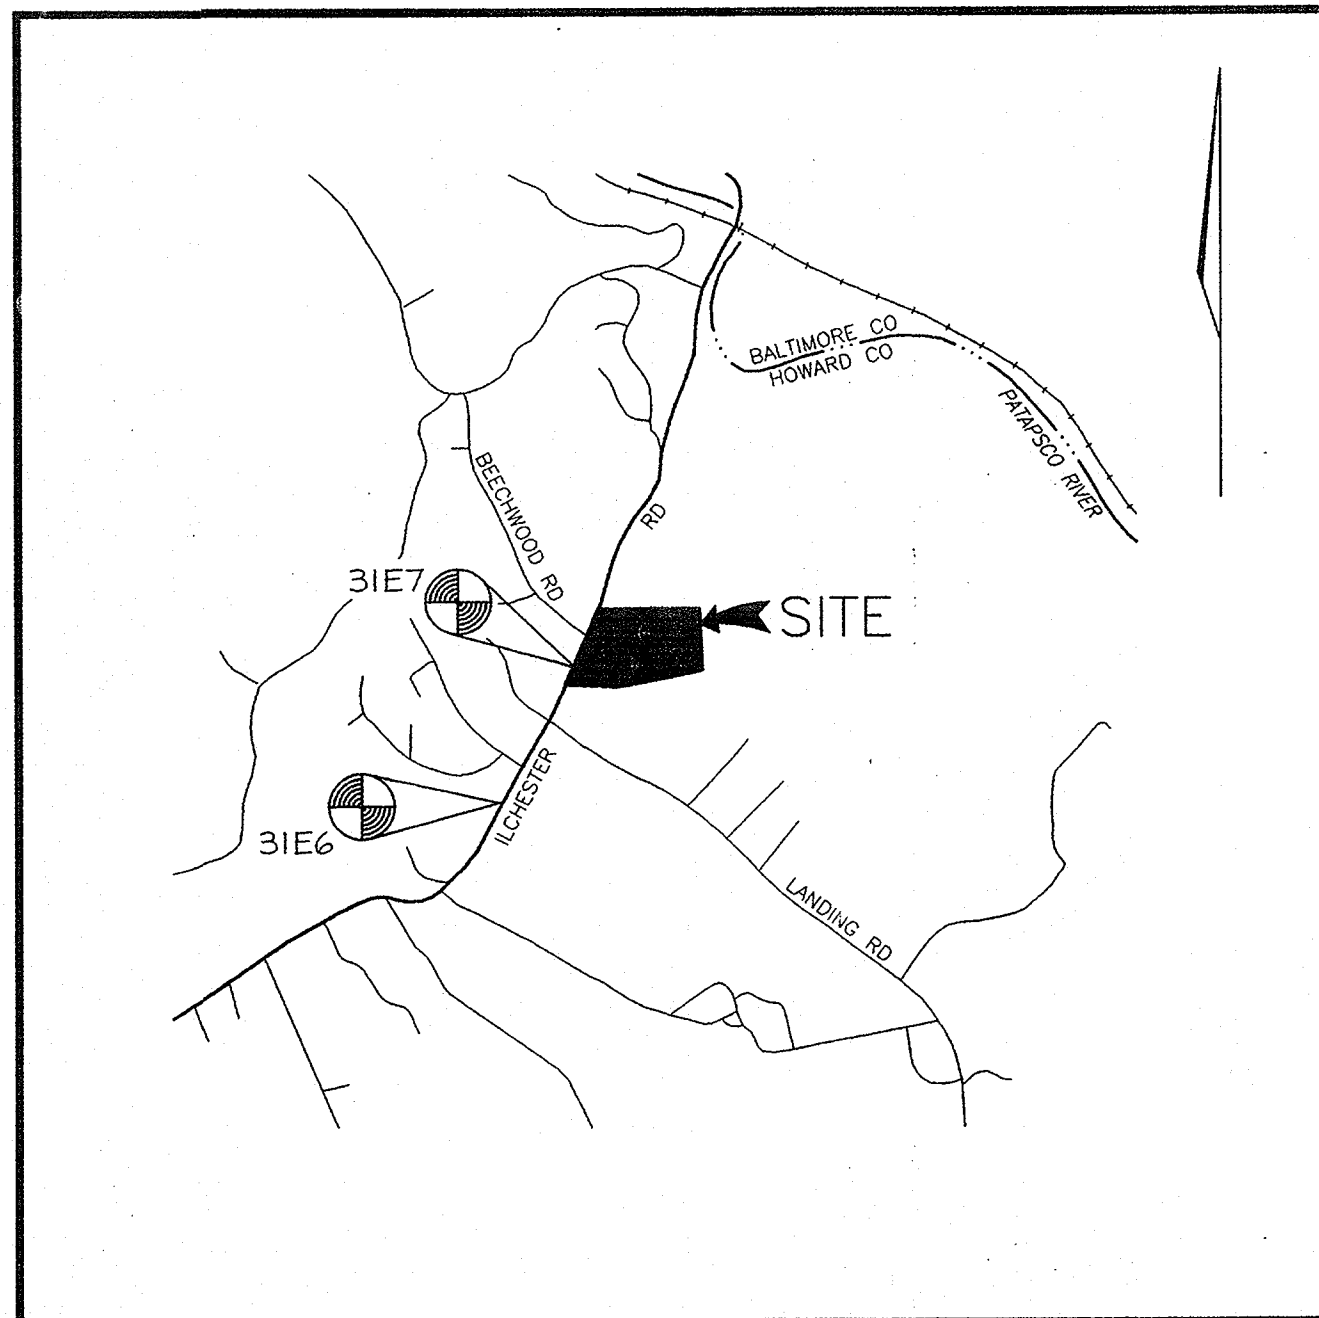 BALTIMORE CO
HOWARD CO
PATAPSCO RIVER
BEECHWOOD RD
RD
31E7
SITE
ILCHESTER
31E6
LANDING RD